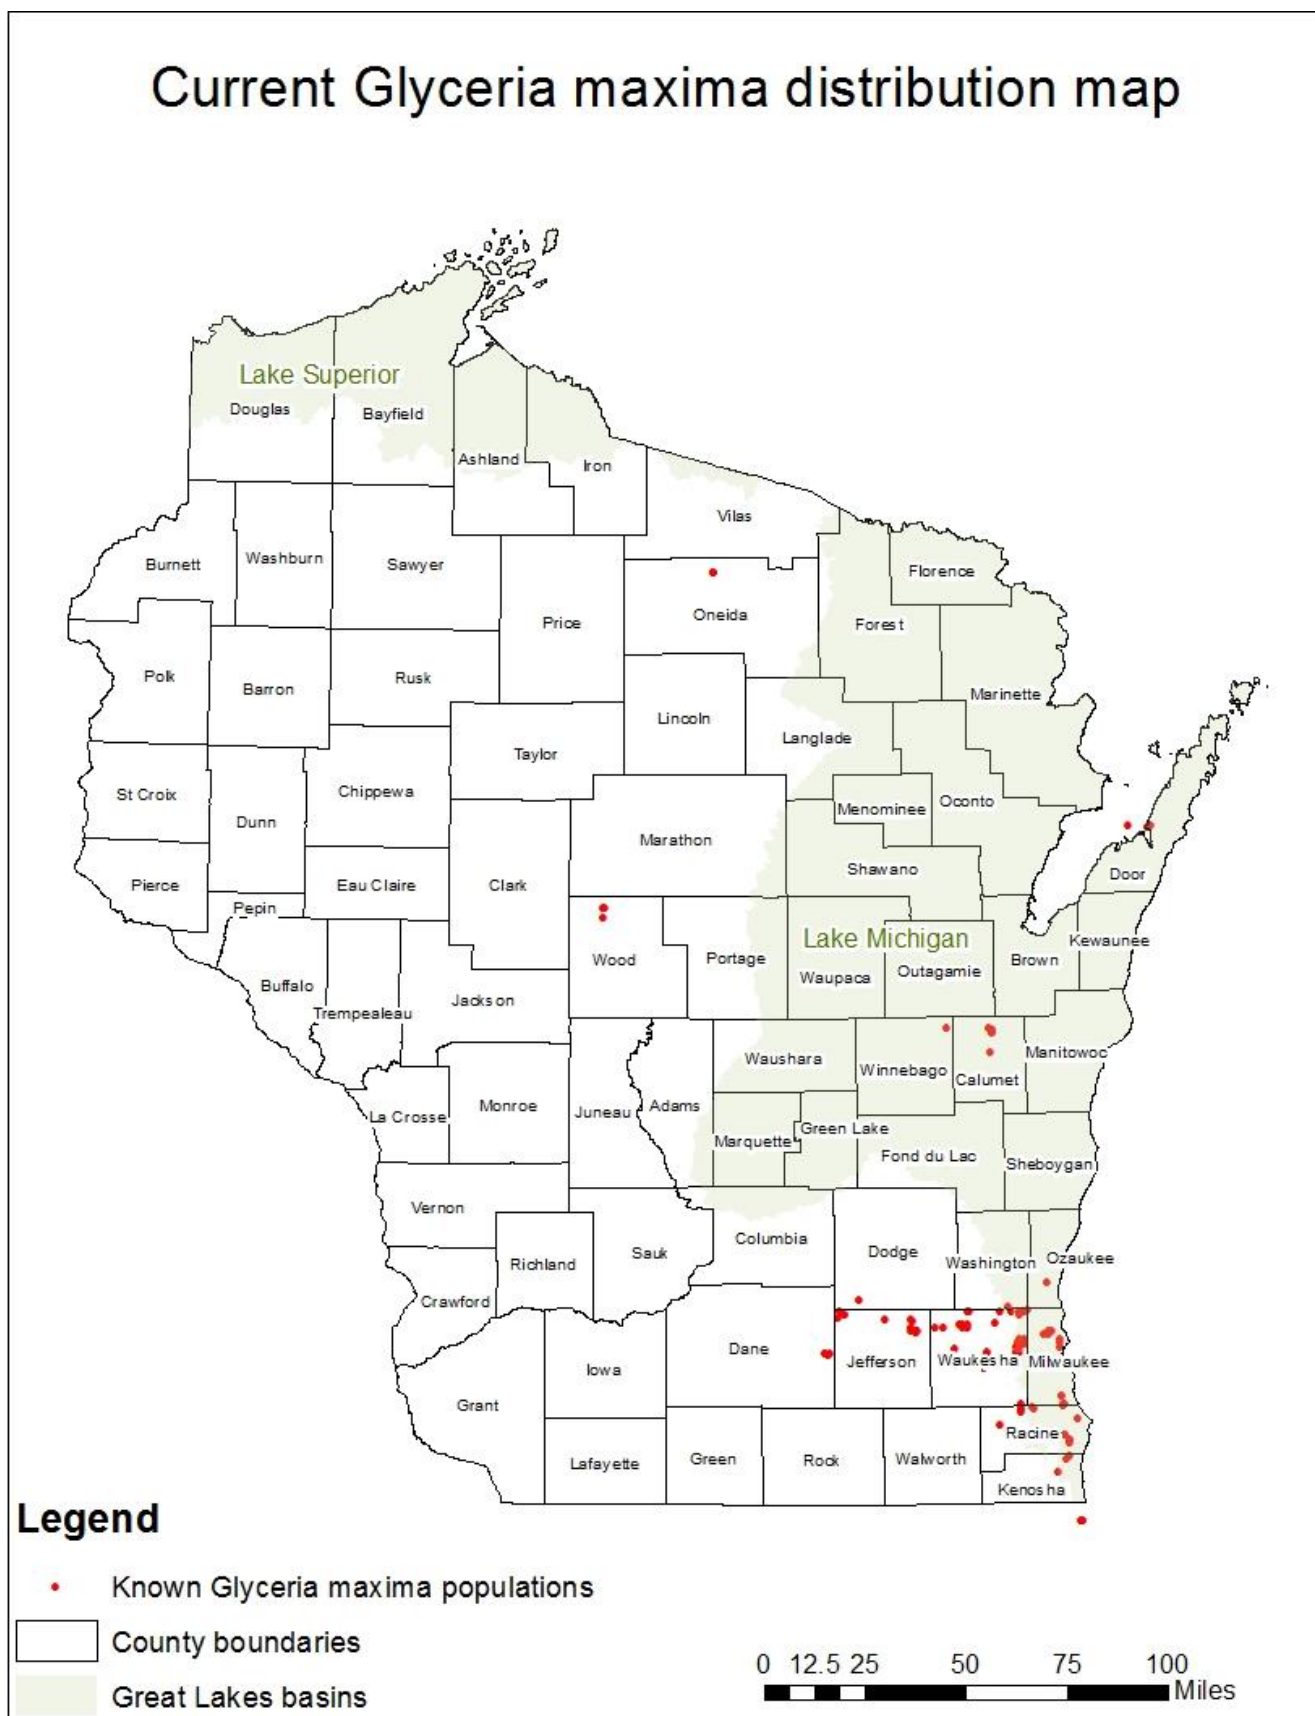 Current Glyceria maxima distribution map
Lake Superior
Douglas
Bayfield
Ashland
Iron
Vilas
Burnett
Washburn
Sawyer
Florence
Oneida
Price
Forest
Polk
Barron
Rusk
Marinette
Lincoln
Langlade
Taylor
St Croix
Chippewa
Menominee
Oconto
Dunn
Marathon
Shawano
Door
Pierce
Eau Claire
Clark
Pepin
Lake Michigan
Kewaunee
Wood
Portage
Waupaca
Outagamie
Brown
Buffalo
Trempealeau
Jackson
Waushara
Winnebago
Calumet
Manitowoc
La Crosse
Monroe
Juneau
Adams
Marquette
Green Lake
Fond du Lac
Sheboygan
Vernon
Richland
Sauk
Columbia
Dodge
Washington
Ozaukee
Crawford
Dane
Jefferson
Waukesha
Milwaukee
Iowa
Grant
Racine
Lafayette
Green
Rock
Walworth
Kenosha
Legend
Known Glyceria maxima populations
County boundaries
Great Lakes basins
0 12.5 25 50 75 100
Miles